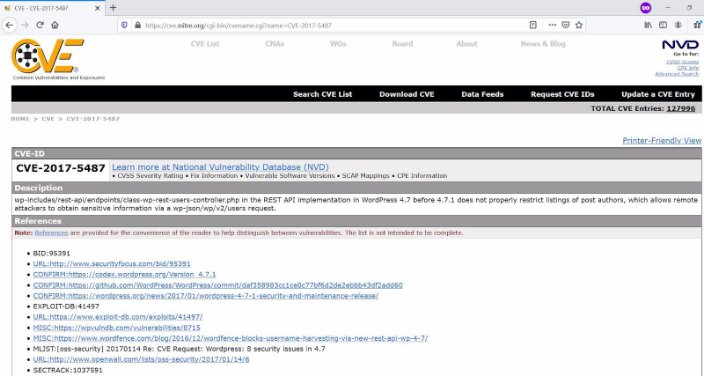 CVE - CVE-2017-5487
https://cve.mitre.org/cgi-bin/cvename.cgi?name=CVE-2017-5487
CVE
Common Vulnerabilities and Exposures
CVE List CNAs WGs Board About News & Blog
NVD
Go to for:
CVSS Scores
CPE Info
Advanced Search
Search CVE List Download CVE Data Feeds Request CVE IDs Update a CVE Entry
TOTAL CVE Entries: 127996
HOME > CVE > CVE-2017-5487
Printer-Friendly View
CVE-ID
CVE-2017-5487 Learn more at National Vulnerability Database (NVD)
• CVSS Severity Rating • Fix Information • Vulnerable Software Versions • SCAP Mappings • CPE Information
Description
wp-includes/rest-api/endpoints/class-wp-rest-users-controller.php in the REST API implementation in WordPress 4.7 before 4.7.1 does not properly restrict listings of post authors, which allows remote
attackers to obtain sensitive information via a wp-json/wp/v2/users request.
References
Note: References are provided for the convenience of the reader to help distinguish between vulnerabilities. The list is not intended to be complete.
• BID:95391
• URL:http://www.securityfocus.com/bid/95391
• CONFIRM:https://codex.wordpress.org/Version_4.7.1
• CONFIRM:https://github.com/WordPress/WordPress/commit/daf358983cc1ce0c77bf6d2de2ebbb43df2add60
• CONFIRM:https://wordpress.org/news/2017/01/wordpress-4-7-1-security-and-maintenance-release/
• EXPLOIT-DB:41497
• URL:https://www.exploit-db.com/exploits/41497/
• MISC:https://wpvulndb.com/vulnerabilities/8715
• MISC:https://www.wordfence.com/blog/2016/12/wordfence-blocks-username-harvesting-via-new-rest-api-wp-4-7/
• MLIST:[oss-security] 20170114 Re: CVE Request: Wordpress: 8 security issues in 4.7
• URL:http://www.openwall.com/lists/oss-security/2017/01/14/6
• SECTRACK:1037591